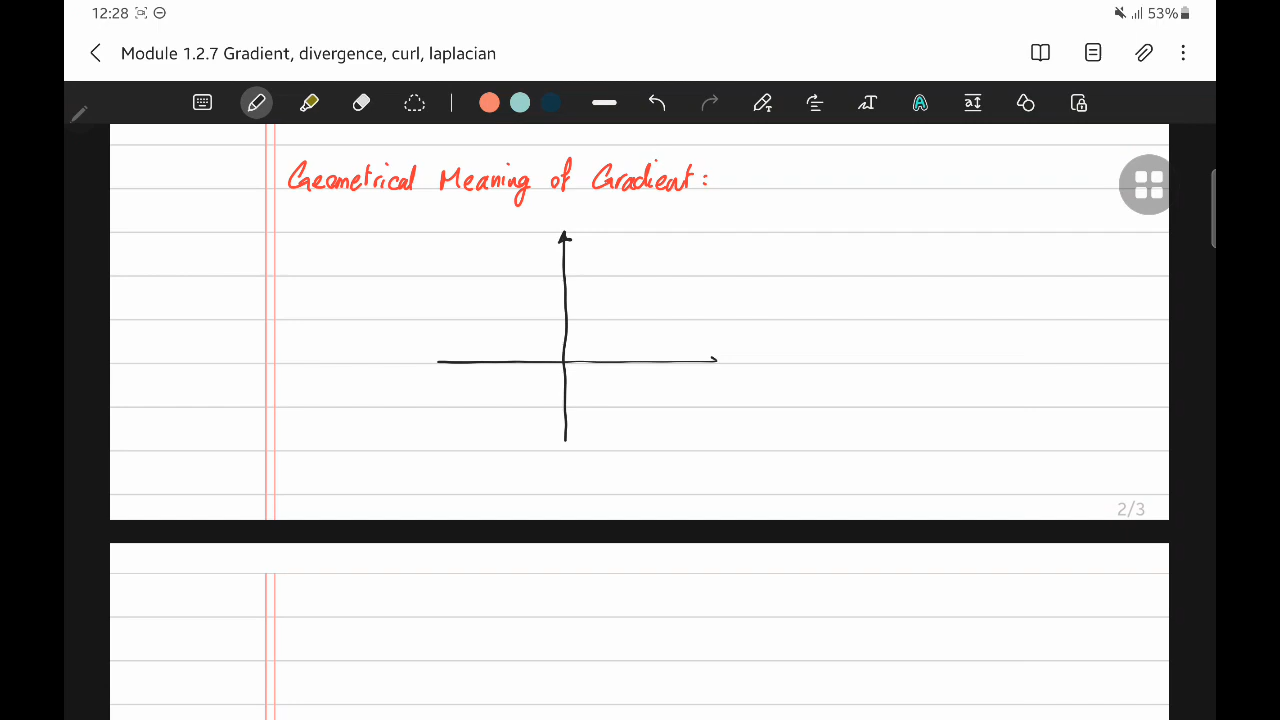 12:28 53%
Module 1.2.7 Gradient, divergence, curl, laplacian
Geometrical Meaning of Gradient:
2/3